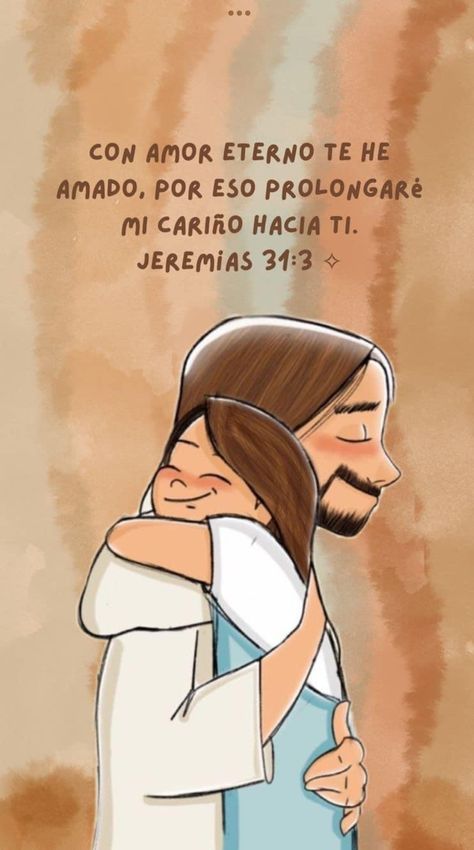 CON AMOR ETERNO TE HE
AMADO, POR ESO PROLONGARÉ
MI CARIÑO HACIA TI.
JEREMIAS 31:3